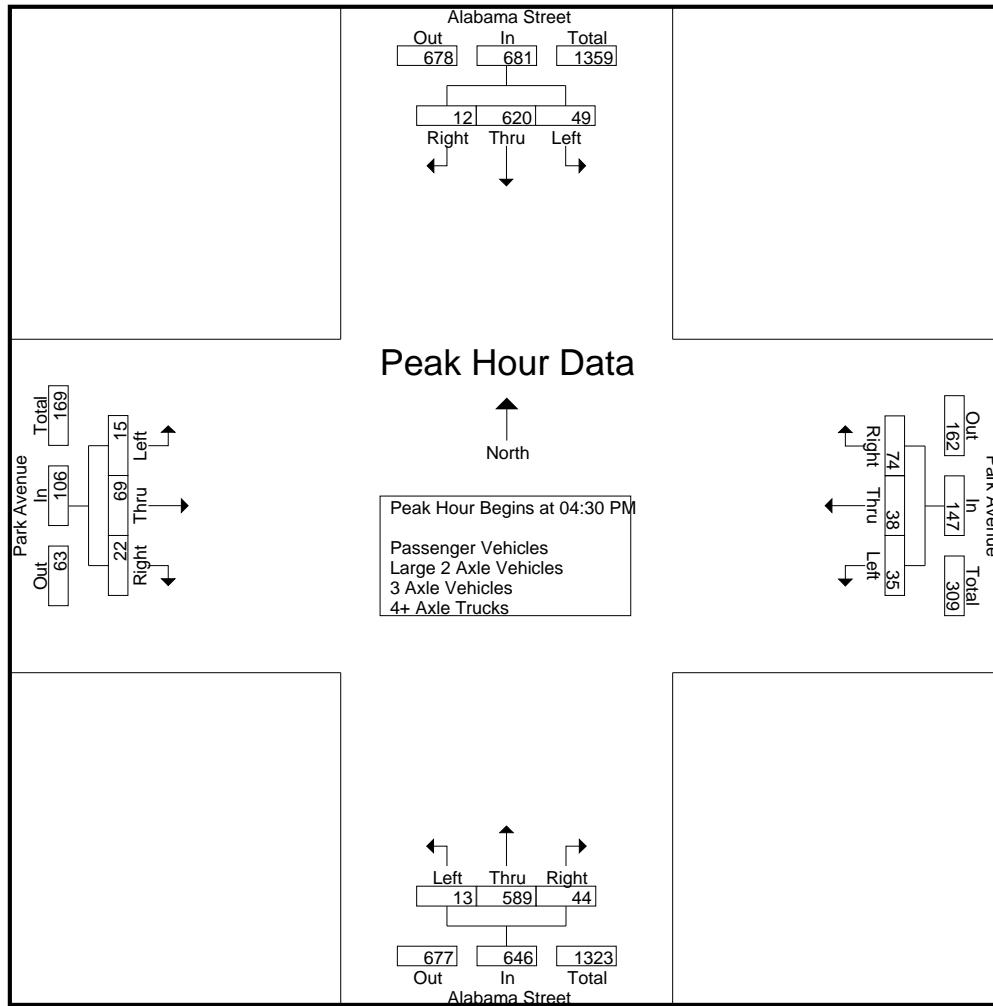 Alabama Street
Out In Total
678 681 1359
12 620 49
Right Thru Left
Peak Hour Data
North
Peak Hour Begins at 04:30 PM
Passenger Vehicles
Large 2 Axle Vehicles
3 Axle Vehicles
4+ Axle Trucks
Park Avenue
Out In Total
63 106 169
22 69 15
Right Thru Left
Park Avenue
Out In Total
162 147 309
74 38 35
Right Thru Left
Left Thru Right
13 589 44
677 646 1323
Out In Total
Alabama Street